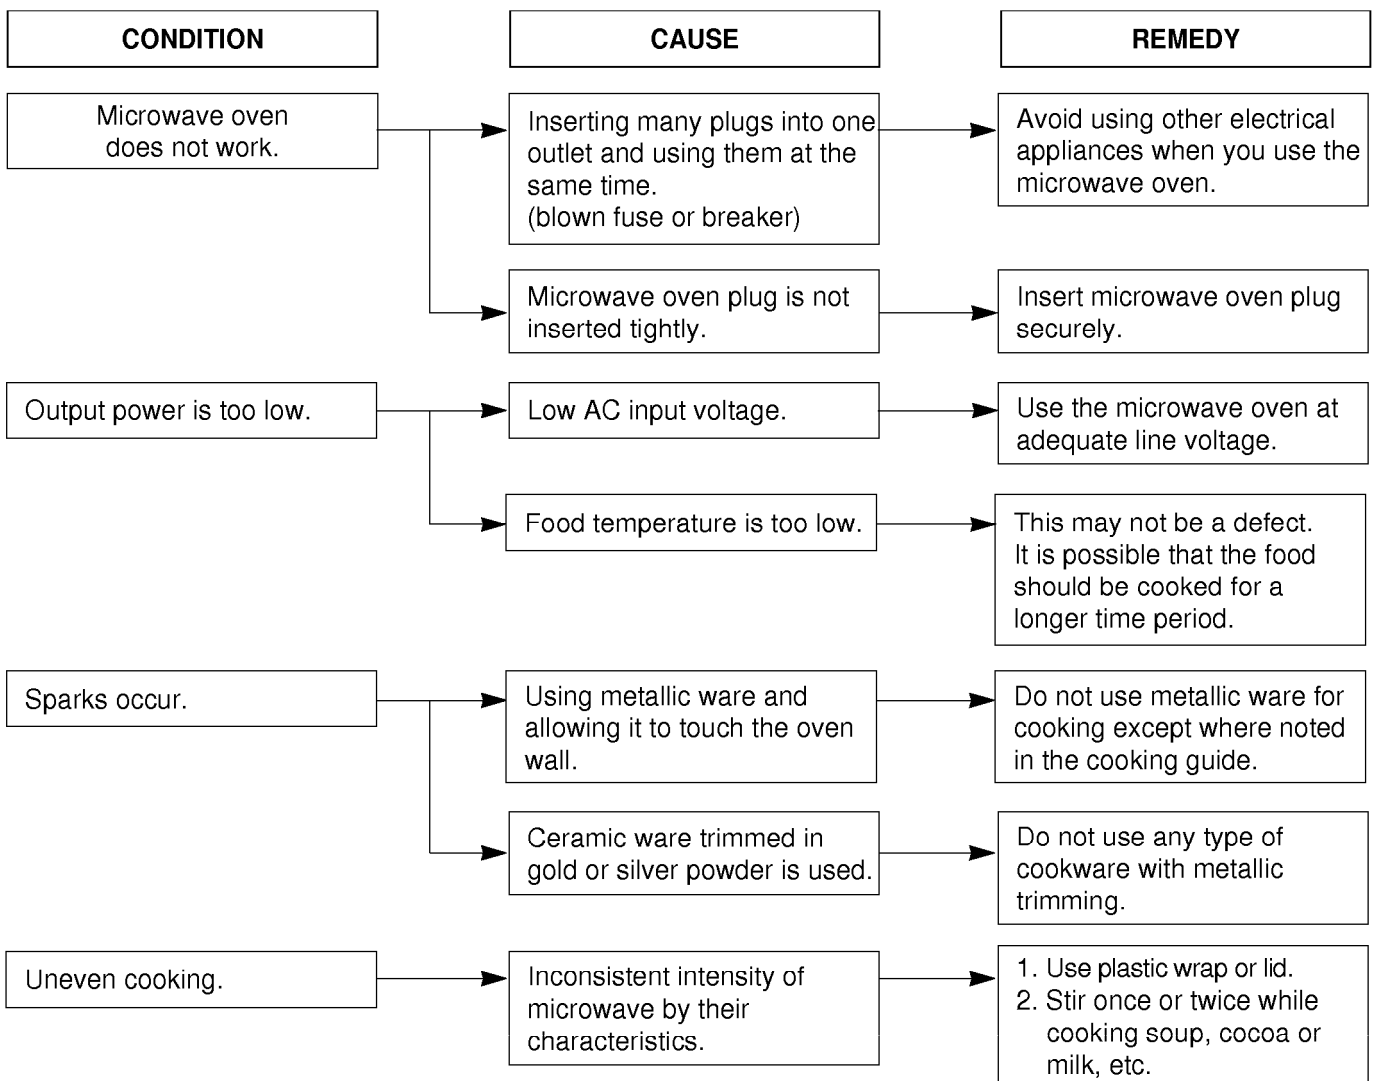 CONDITION
CAUSE
REMEDY
Microwave oven
does not work.
Inserting many plugs into one
outlet and using them at the
same time.
(blown fuse or breaker)
Avoid using other electrical
appliances when you use the
microwave oven.
Microwave oven plug is not
inserted tightly.
Insert microwave oven plug
securely.
Output power is too low.
Low AC input voltage.
Use the microwave oven at
adequate line voltage.
Food temperature is too low.
This may not be a defect.
It is possible that the food
should be cooked for a
longer time period.
Sparks occur.
Using metallic ware and
allowing it to touch the oven
wall.
Do not use metallic ware for
cooking except where noted
in the cooking guide.
Ceramic ware trimmed in
gold or silver powder is used.
Do not use any type of
cookware with metallic
trimming.
Uneven cooking.
Inconsistent intensity of
microwave by their
characteristics.
1. Use plastic wrap or lid.
2. Stir once or twice while
cooking soup, cocoa or
milk, etc.